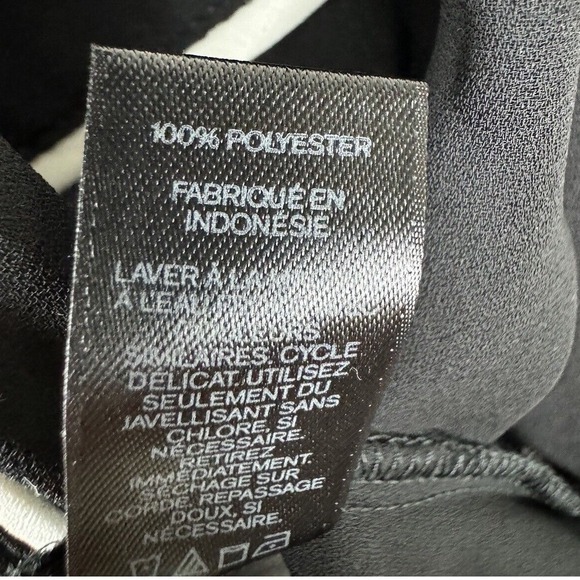 100% POLYESTER
FABRIQUÉ EN
INDONÉSIE
LAVER À LA
À L'EAU
SIMILAIRES. CYCLE
DÉLICAT. UTILISEZ
SEULEMENT DU
JAVELLISANT SANS
CHLORE, SI
NÉCESSAIRE.
RETIREZ
IMMÉDIATEMENT.
SÉCHAGE SUR
CORDE. REPASSAGE
DOUX, SI
NÉCESSAIRE.